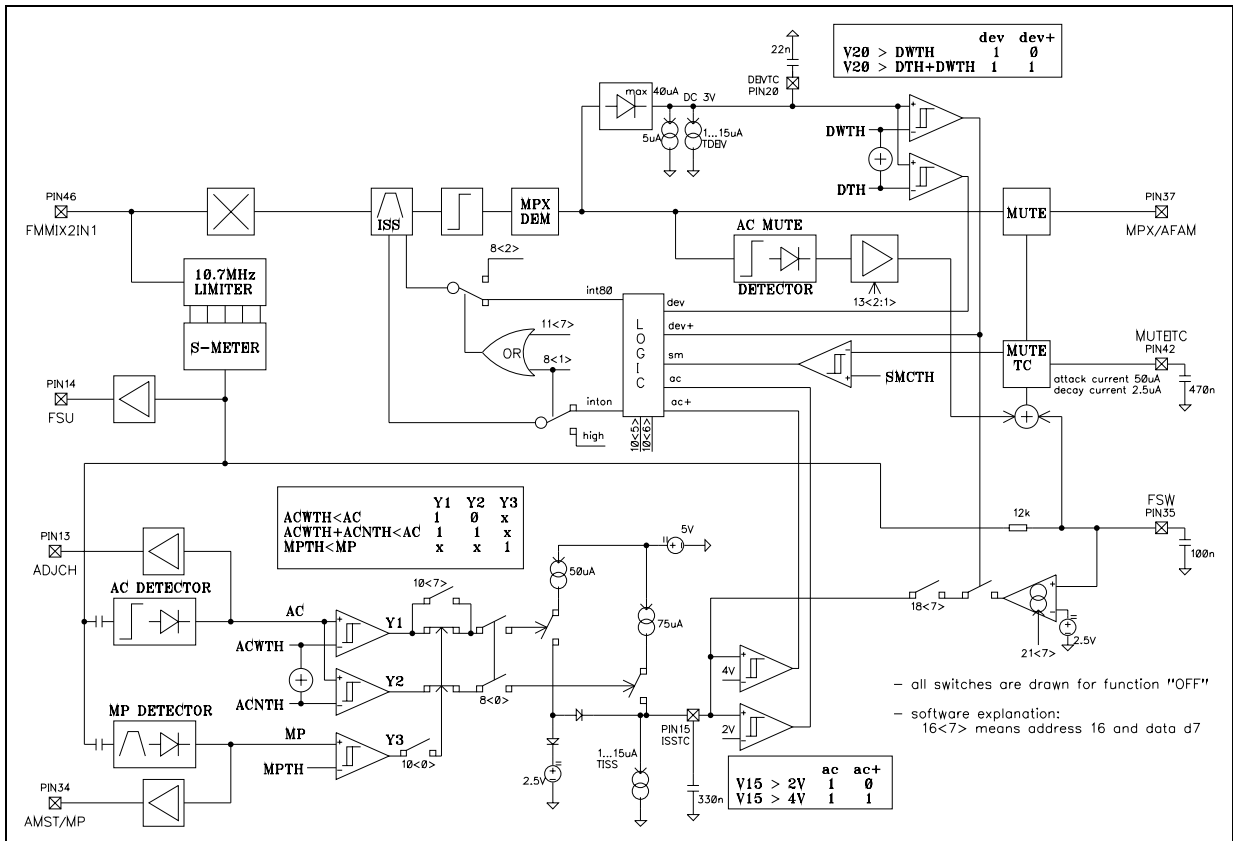 dev dev+
V20 > DWTH 1 0
V20 > DTH+DWTH 1 1
22n
DEVTC
PIN20
max 40uA
DC 3V
5uA
1...15uA
TDEV
DWTH
DTH
PIN46
FMMIX2IN1
ISS
MPX
DEM
MUTE
PIN37
MPX/AFAM
AC MUTE
DETECTOR
13<2:1>
10.7MHz
LIMITER
S-METER
8<2>
int80
11<7>
OR
8<1>
inton
high
LOGIC
dev
dev+
sm
ac
ac+
10<5>
10<6>
SMCTH
MUTE
TC
MUTETC
PIN42
attack current 50uA
decay current 2.5uA
470n
PIN14
FSU
Y1 Y2 Y3
ACWTH<AC 1 0 x
ACWTH+ACNTH<AC 1 1 x
MPTH<MP x x 1
FSW
PIN35
12k
100n
PIN13
ADJCH
AC DETECTOR
AC
ACWTH
ACNTH
Y1
Y2
10<7>
8<0>
50uA
5V
75uA
18<7>
21<7>
2.5V
4V
2V
MP DETECTOR
MP
MPTH
Y3
10<0>
2.5V
1...15uA
TISS
PIN15
ISSTC
330n
PIN34
AMST/MP
ac ac+
V15 > 2V 1 0
V15 > 4V 1 1
- all switches are drawn for function "OFF"
- software explanation:
16<7> means address 16 and data d7